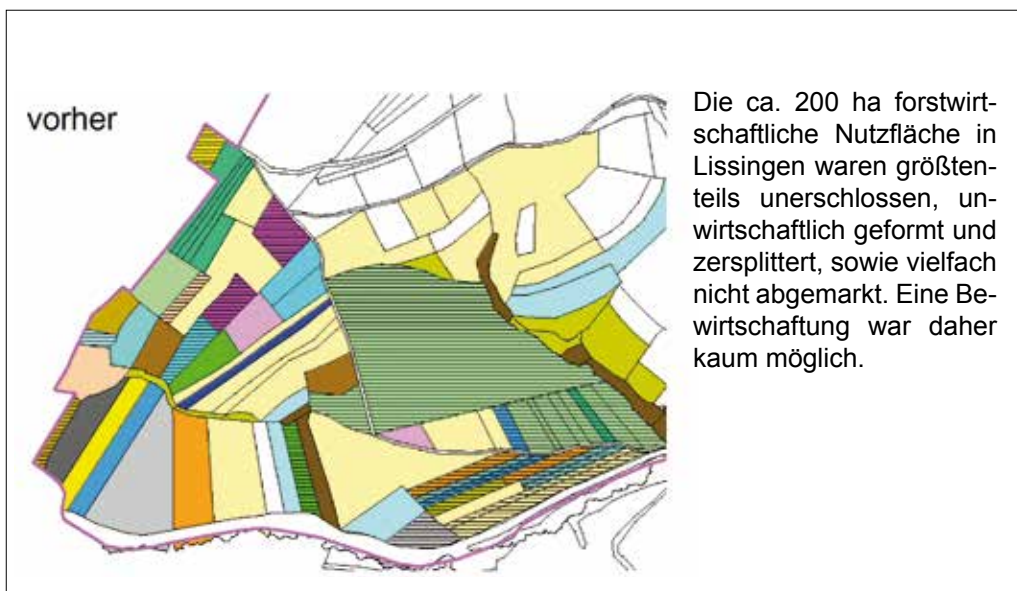 vorher
Die ca. 200 ha forstwirt-
schaftliche Nutzfläche in
Lissingen waren größten-
teils unerschlossen, un-
wirtschaftlich geformt und
zersplittert, sowie vielfach
nicht abgemarkt. Eine Be-
wirtschaftung war daher
kaum möglich.